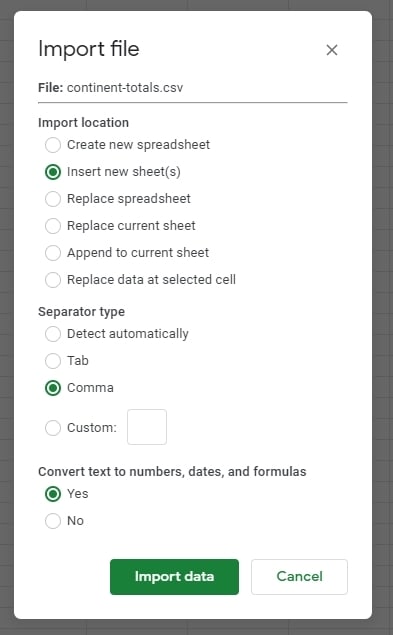 Import file
File: continent-totals.csv
Import location
Create new spreadsheet
Insert new sheet(s)
Replace spreadsheet
Replace current sheet
Append to current sheet
Replace data at selected cell
Separator type
Detect automatically
Tab
Comma
Custom:
Convert text to numbers, dates, and formulas
Yes
No
Import data Cancel